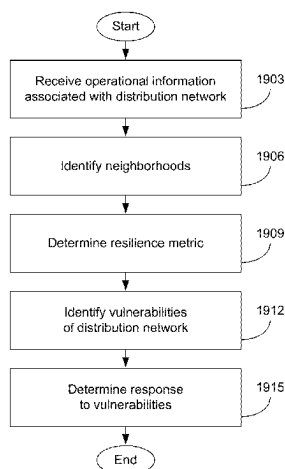 Start
Receive operational information
associated with distribution network
1903
Identify neighborhoods
1906
Determine resilience metric
1909
Identify vulnerabilities
of distribution network
1912
Determine response
to vulnerabilities
1915
End